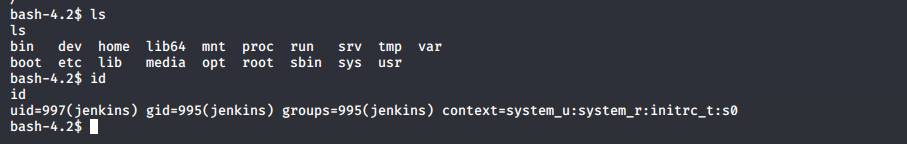 bash-4.2$ ls
ls
bin   dev  home  lib64  mnt  proc  run   srv  tmp  var
boot  etc  lib   media  opt  root  sbin  sys  usr
bash-4.2$ id
id
uid=997(jenkins) gid=995(jenkins) groups=995(jenkins) context=system_u:system_r:initrc_t:s0
bash-4.2$